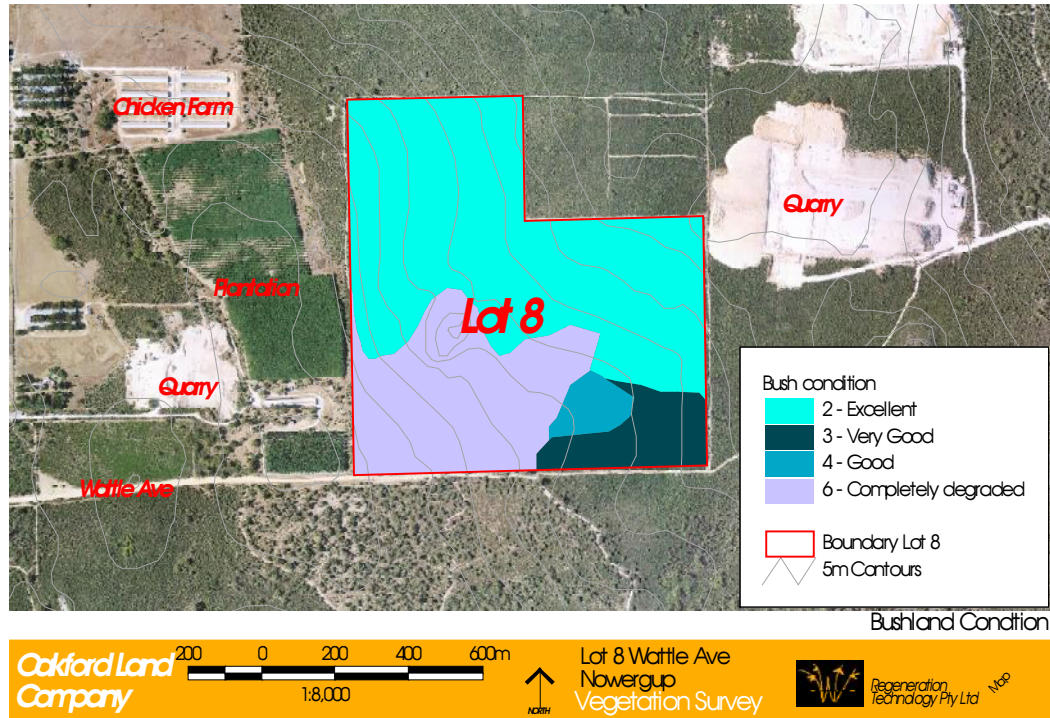 Chicken Farm
Quarry
Plantation
Lot 8
Quarry
Wattle Ave
Bush condition
2 - Excellent
3 - Very Good
4 - Good
6 - Completely degraded
Boundary Lot 8
5m Contours
Bushland Condtion
Oakford Land
Company
200 0 200 400 600m
1:8,000
NORTH
Lot 8 Wattle Ave
Nowergup
Vegetation Survey
Regeneration
Technology Pty Ltd
Map